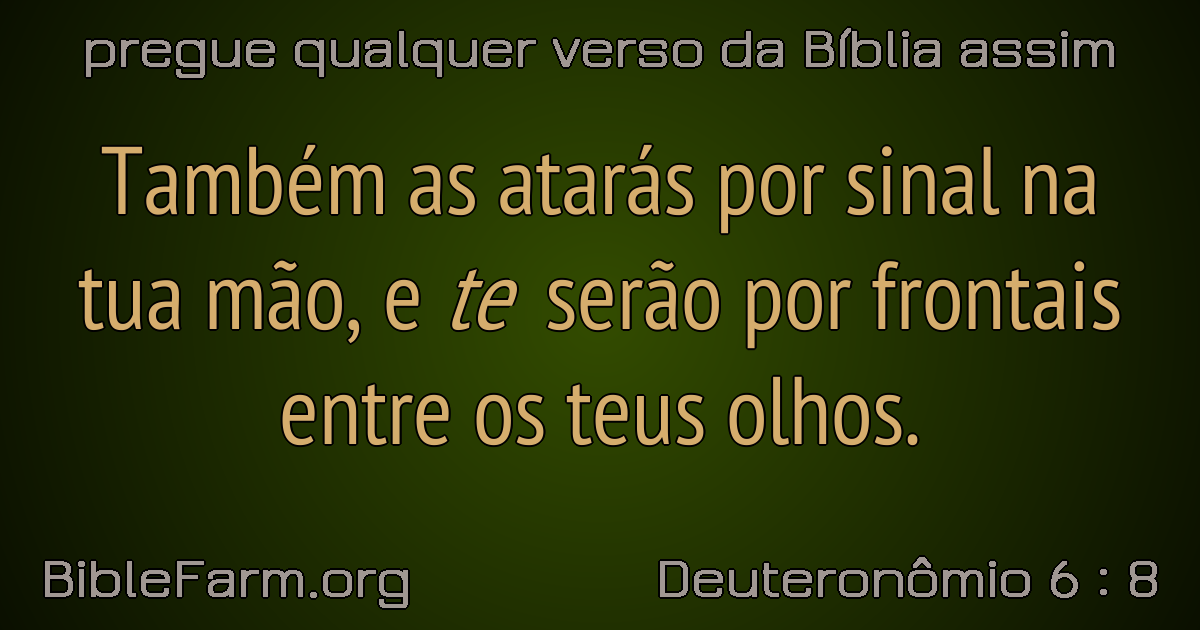 pregue qualquer verso da Bíblia assim
Também as atarás por sinal na
tua mão, e te serão por frontais
entre os teus olhos.
BibleFarm.org
Deuteronômio 6 : 8